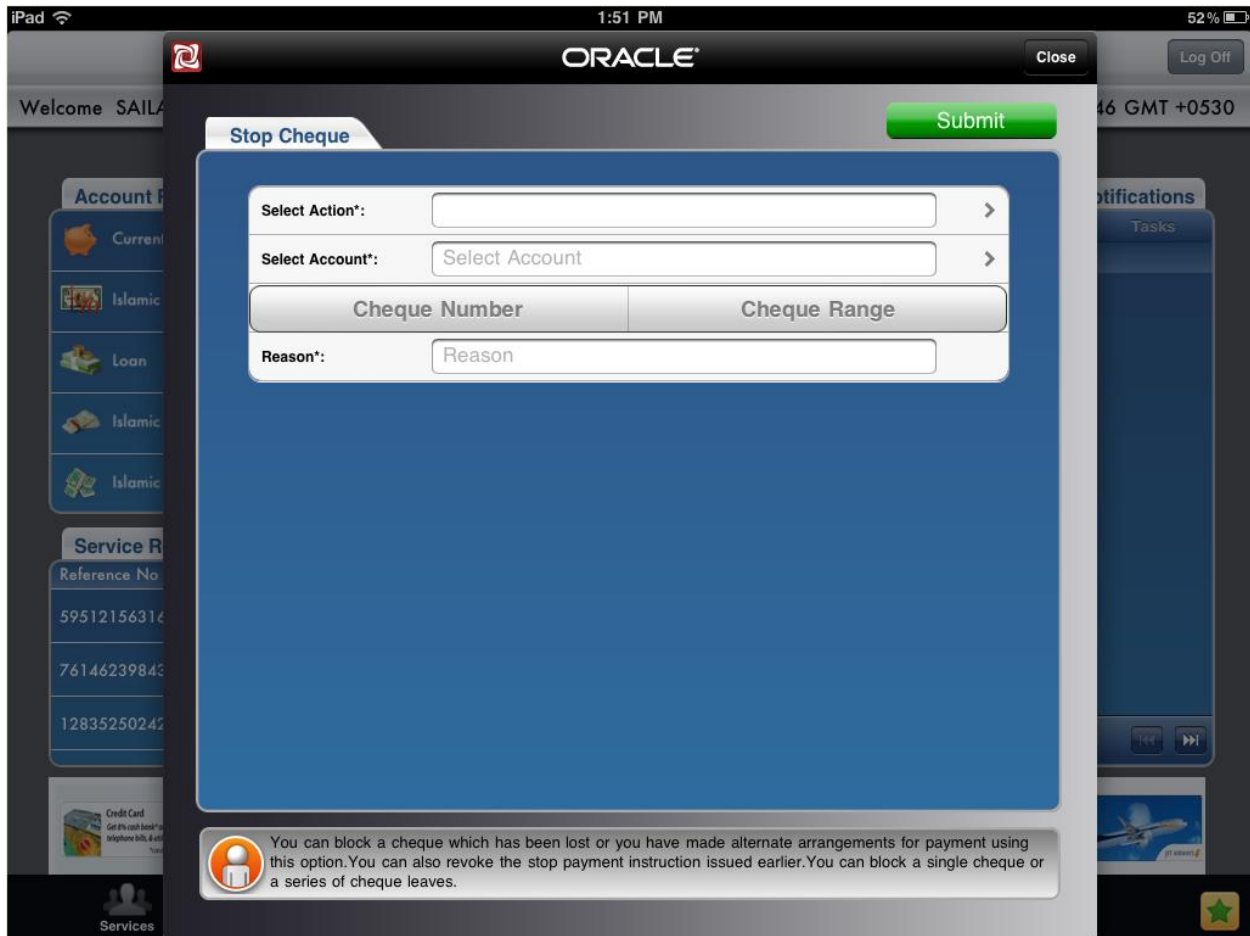 iPad 1:51 PM 52%
ORACLE®
Close
Log Off
Welcome SAILA
46 GMT +0530
Submit
Stop Cheque
Account
Select Action*:
Select Account*: Select Account
Cheque Number Cheque Range
Reason*: Reason
Current
Islamic
Loan
Islamic
Islamic
Service R
Reference No
59512156316
76146239843
12835250242
otifications
Tasks
Credit Card
You can block a cheque which has been lost or you have made alternate arrangements for payment using
this option.You can also revoke the stop payment instruction issued earlier.You can block a single cheque or
a series of cheque leaves.
Services